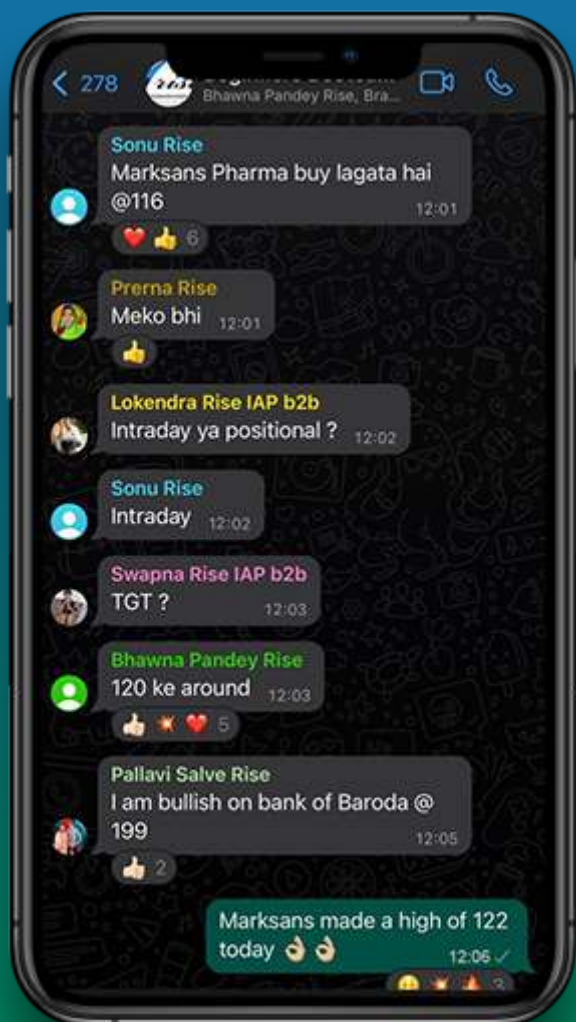 278
Bhawna Pandey Rise, Bra...
Sonu Rise
Marksans Pharma buy lagata hai
@116
12:01
❤️👍 6
Prerna Rise
Meko bhi 12:01
👍
Lokendra Rise IAP b2b
Intraday ya positional ? 12:02
Sonu Rise
Intraday 12:02
Swapna Rise IAP b2b
TGT ? 12:03
Bhawna Pandey Rise
120 ke around 12:03
👍🏻💥❤️ 5
Pallavi Salve Rise
I am bullish on bank of Baroda @
199
12:05
👍🏻 2
Marksans made a high of 122
today 👌🏼👌🏼
12:06
3